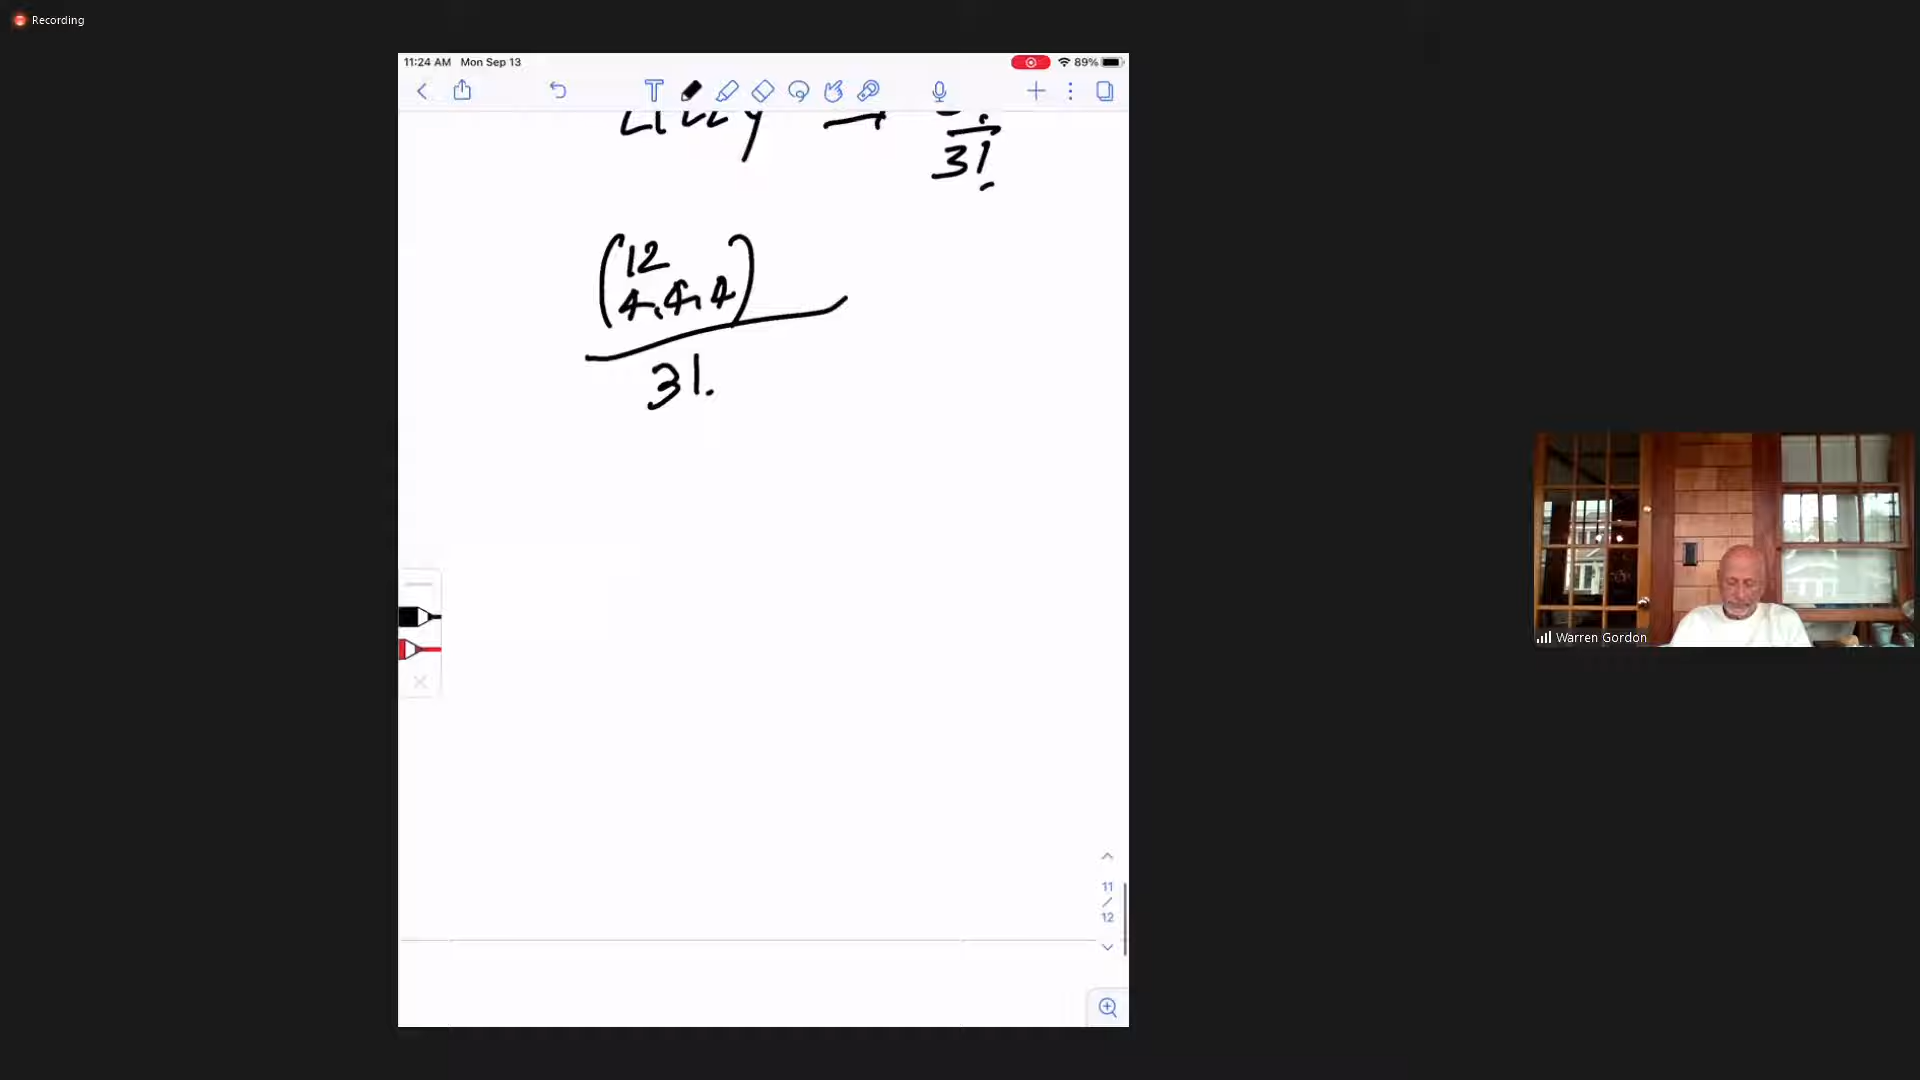 Recording
11:24 AM Mon Sep 13
89%
T
3!
(12
4,4,4)
3!
11
/
12
Warren Gordon